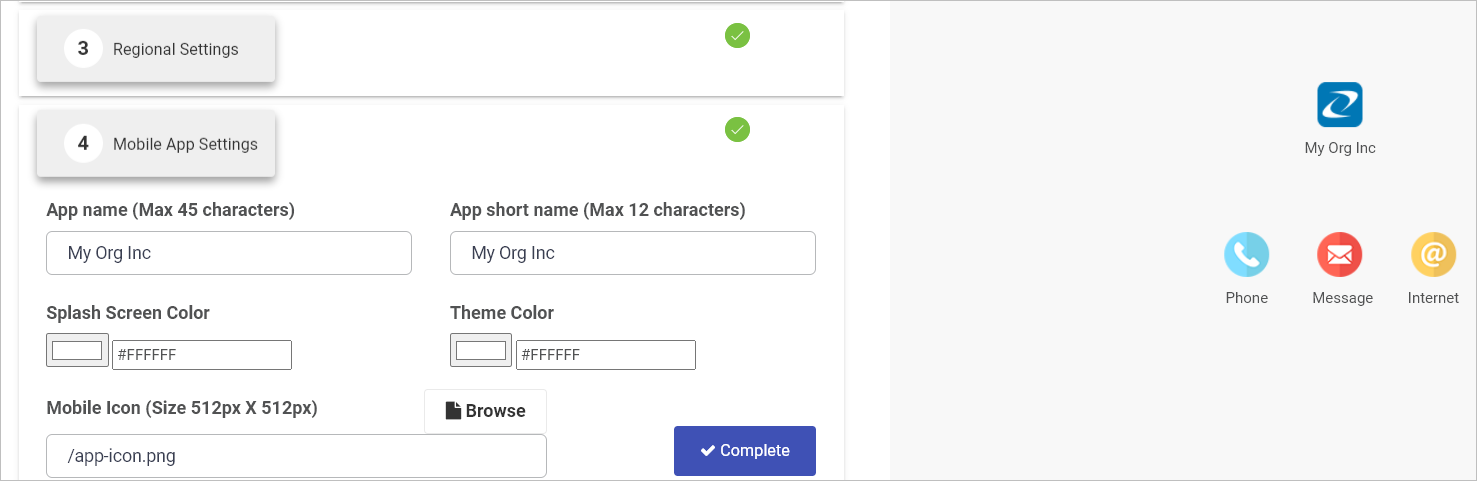 3 Regional Settings
4 Mobile App Settings
App name (Max 45 characters)
My Org Inc
App short name (Max 12 characters)
My Org Inc
Splash Screen Color
#FFFFFF
Theme Color
#FFFFFF
Mobile Icon (Size 512px X 512px)
Browse
/app-icon.png
Complete
My Org Inc
Phone
Message
@
Internet